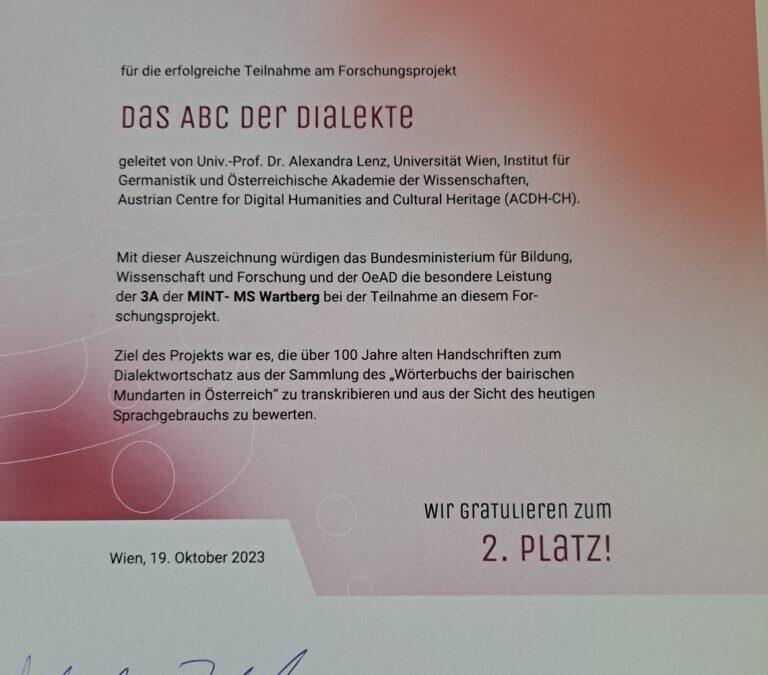 für die erfolgreiche Teilnahme am Forschungsprojekt
Das ABC der Dialekte
geleitet von Univ.-Prof. Dr. Alexandra Lenz, Universität Wien, Institut für
Germanistik und Österreichische Akademie der Wissenschaften,
Austrian Centre for Digital Humanities and Cultural Heritage (ACDH-CH).
Mit dieser Auszeichnung würdigen das Bundesministerium für Bildung,
Wissenschaft und Forschung und der OeAD die besondere Leistung
der 3A der MINT- MS Wartberg bei der Teilnahme an diesem For-
schungsprojekt.
Ziel des Projekts war es, die über 100 Jahre alten Handschriften zum
Dialektwortschatz aus der Sammlung des „Wörterbuchs der bairischen
Mundarten in Österreich“ zu transkribieren und aus der Sicht des heutigen
Sprachgebrauchs zu bewerten.
Wir gratulieren zum
2. Platz!
Wien, 19. Oktober 2023